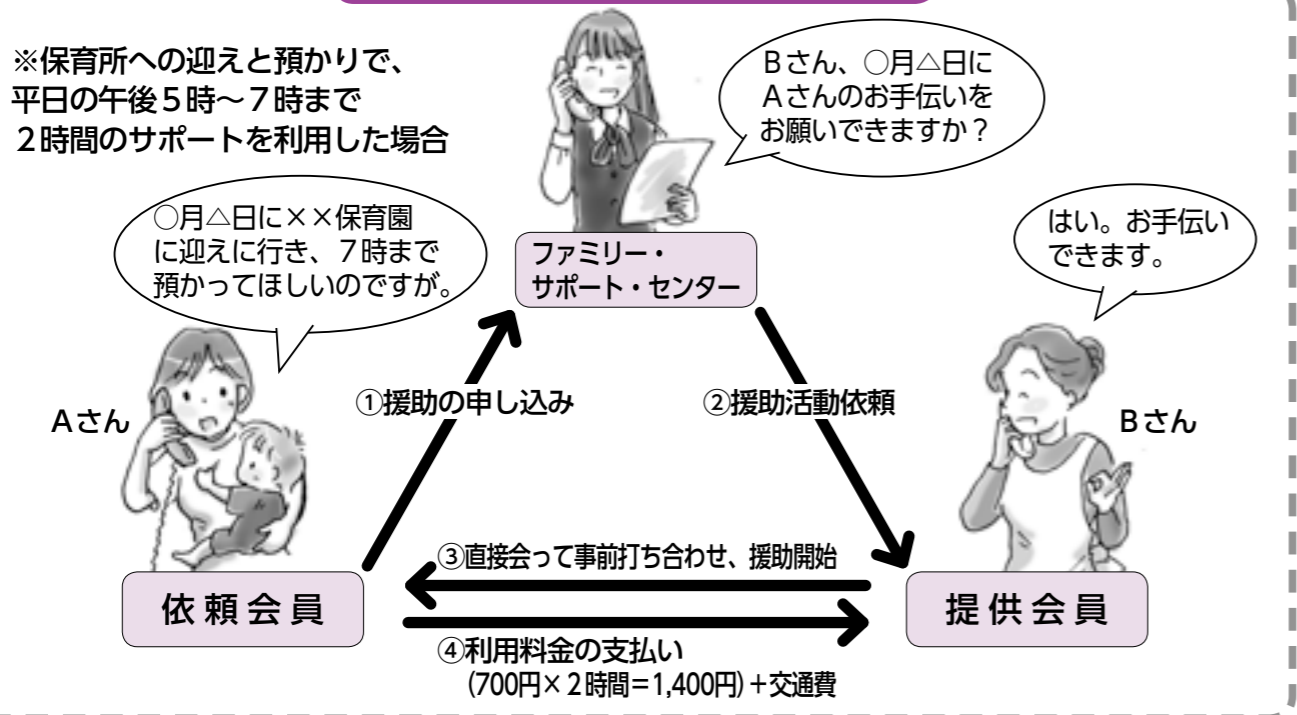 ※保育所への迎えと預かりで、
平日の午後5時〜7時まで
2時間のサポートを利用した場合
Bさん、○月△日に
Aさんのお手伝いを
お願いできますか？
○月△日に××保育園
に迎えに行き、7時まで
預かってほしいのですが。
はい。お手伝い
できます。
ファミリー・
サポート・センター
Aさん
①援助の申し込み
②援助活動依頼
Bさん
③直接会って事前打ち合わせ、援助開始
依頼会員
提供会員
④利用料金の支払い
（700円×2時間＝1,400円）＋交通費